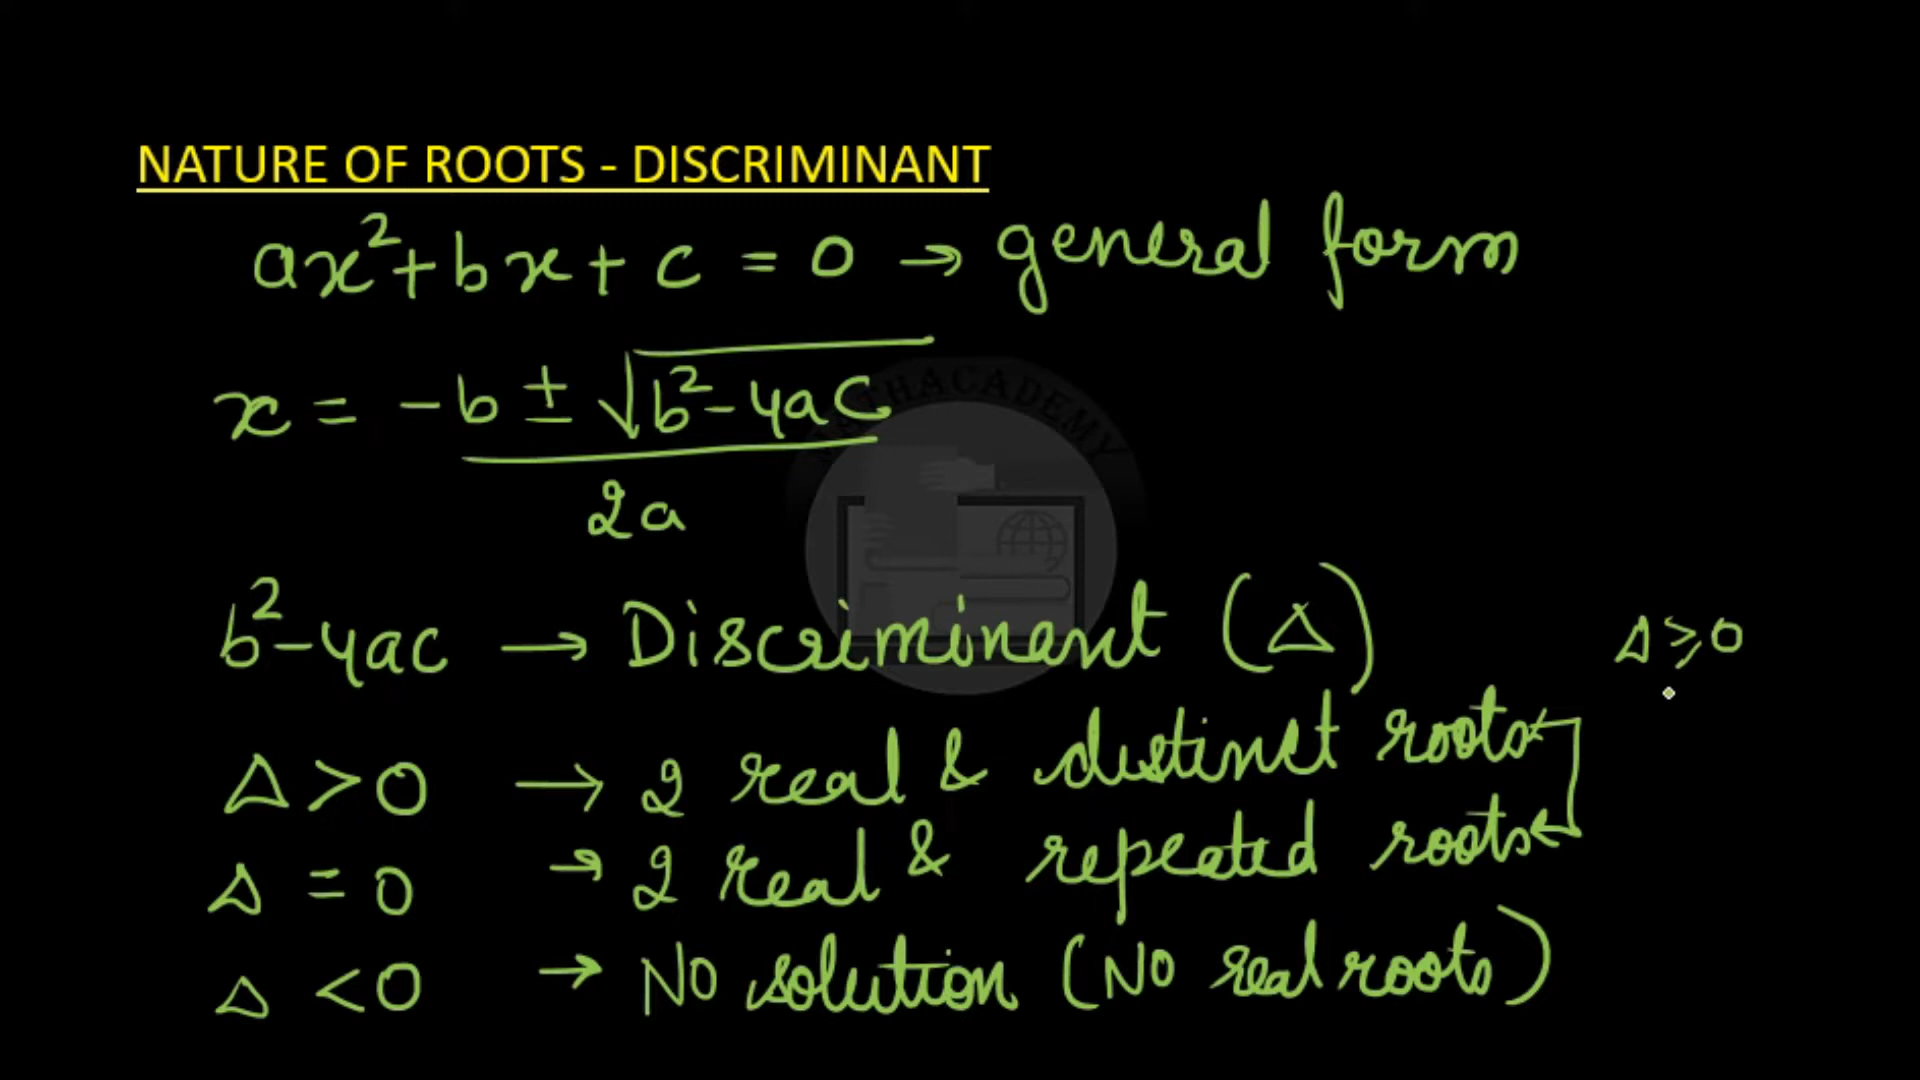 NATURE OF ROOTS - DISCRIMINANT
ax²+bx+c = 0 → general form
x = -b ± √b²-4ac
2a
b²-4ac → Discriminant (Δ)
Δ ⩾ 0
Δ > 0 → 2 real & distinct roots
Δ = 0 → 2 real & repeated roots
Δ < 0 → No solution (No real roots)